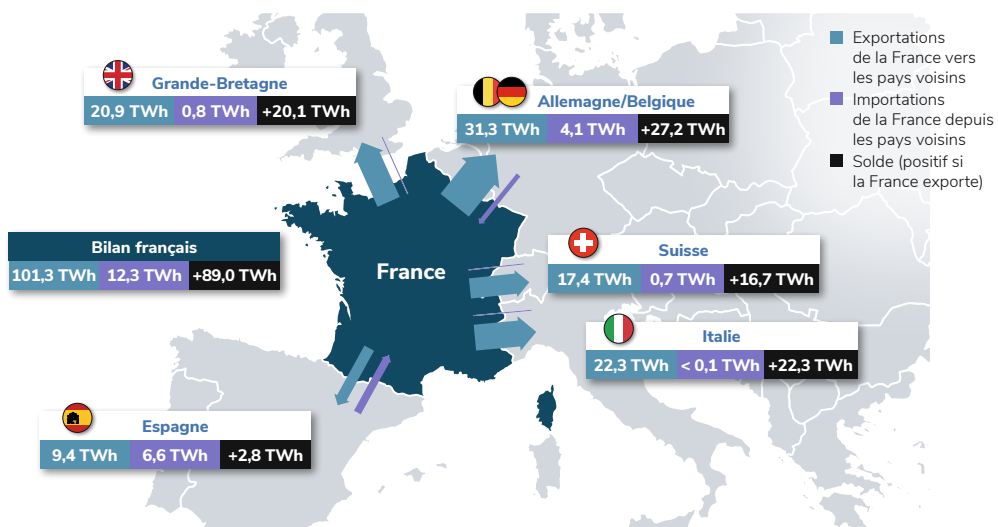 Exportations
de la France vers
les pays voisins
Importations
de la France depuis
les pays voisins
Solde (positif si
la France exporte)
Grande-Bretagne
20,9 TWh 0,8 TWh +20,1 TWh
Allemagne/Belgique
31,3 TWh 4,1 TWh +27,2 TWh
Bilan français
101,3 TWh 12,3 TWh +89,0 TWh
France
Suisse
17,4 TWh 0,7 TWh +16,7 TWh
Italie
22,3 TWh < 0,1 TWh +22,3 TWh
Espagne
9,4 TWh 6,6 TWh +2,8 TWh